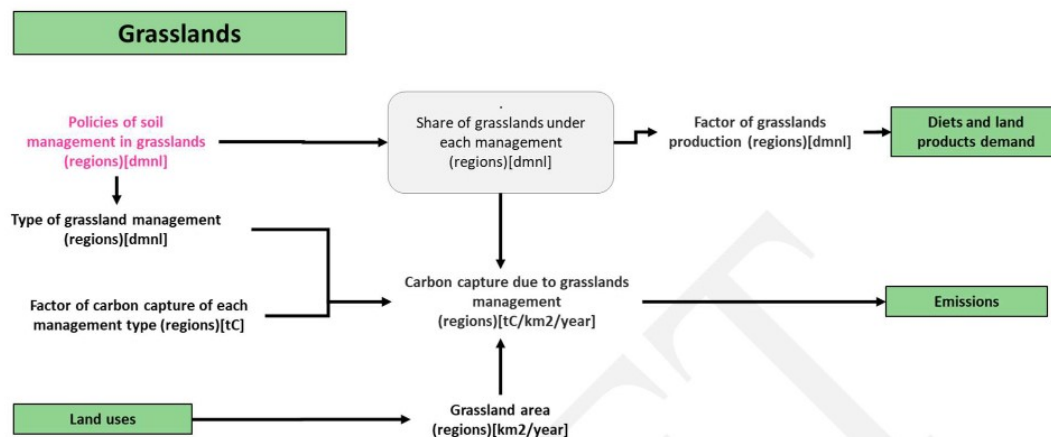 Grasslands
Policies of soil
management in grasslands
(regions)[dmnl]
.
Share of grasslands under
each management
(regions)[dmnl]
Factor of grasslands
production (regions)[dmnl]
Diets and land
products demand
Type of grassland management
(regions)[dmnl]
Factor of carbon capture of each
management type (regions)[tC]
Carbon capture due to grasslands
management
(regions)[tC/km2/year]
Emissions
Land uses
Grassland area
(regions)[km2/year]